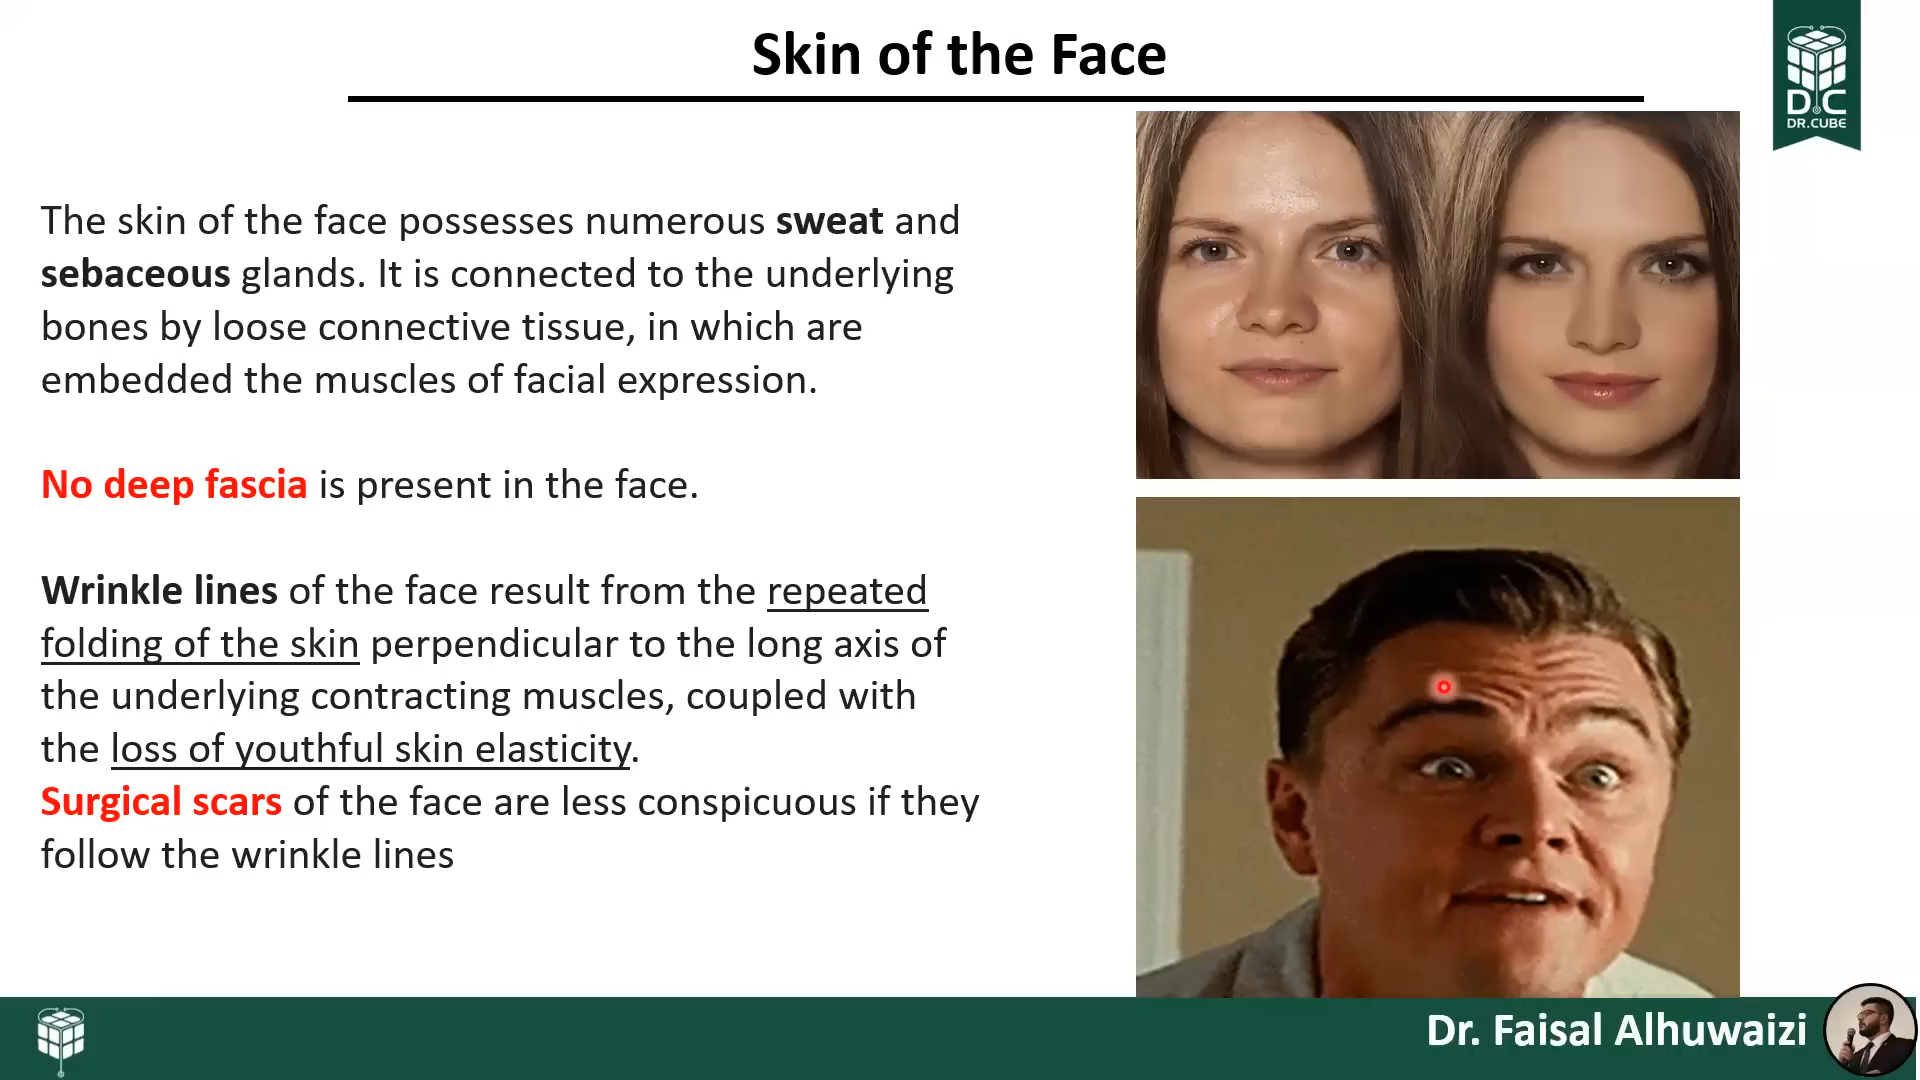 Skin of the Face
D C
DR.CUBE
The skin of the face possesses numerous sweat and
sebaceous glands. It is connected to the underlying
bones by loose connective tissue, in which are
embedded the muscles of facial expression.
No deep fascia is present in the face.
Wrinkle lines of the face result from the repeated
folding of the skin perpendicular to the long axis of
the underlying contracting muscles, coupled with
the loss of youthful skin elasticity.
Surgical scars of the face are less conspicuous if they
follow the wrinkle lines
Dr. Faisal Alhuwaizi